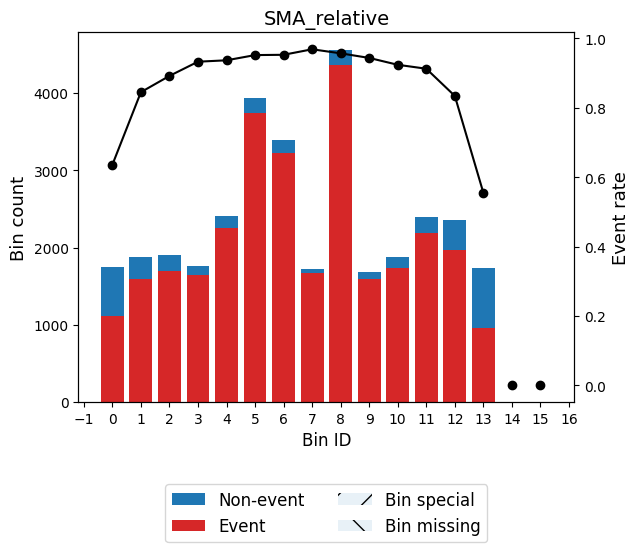 SMA_relative
Bin count
4000
3000
2000
1000
0
1.0
0.8
0.6
0.4
0.2
0.0
Event rate
−1 0 1 2 3 4 5 6 7 8 9 10 11 12 13 14 15 16
Bin ID
Non-event
Event
Bin special
Bin missing